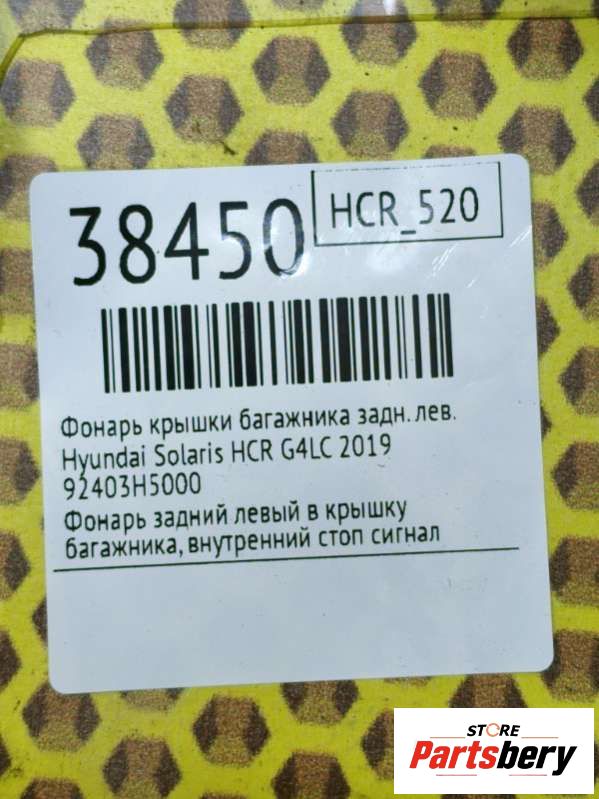 38450
HCR_520
Фонарь крышки багажника задн. лев.
Hyundai Solaris HCR G4LC 2019
92403H5000
Фонарь задний левый в крышку
багажника, внутренний стоп сигнал
STORE
Partsbery